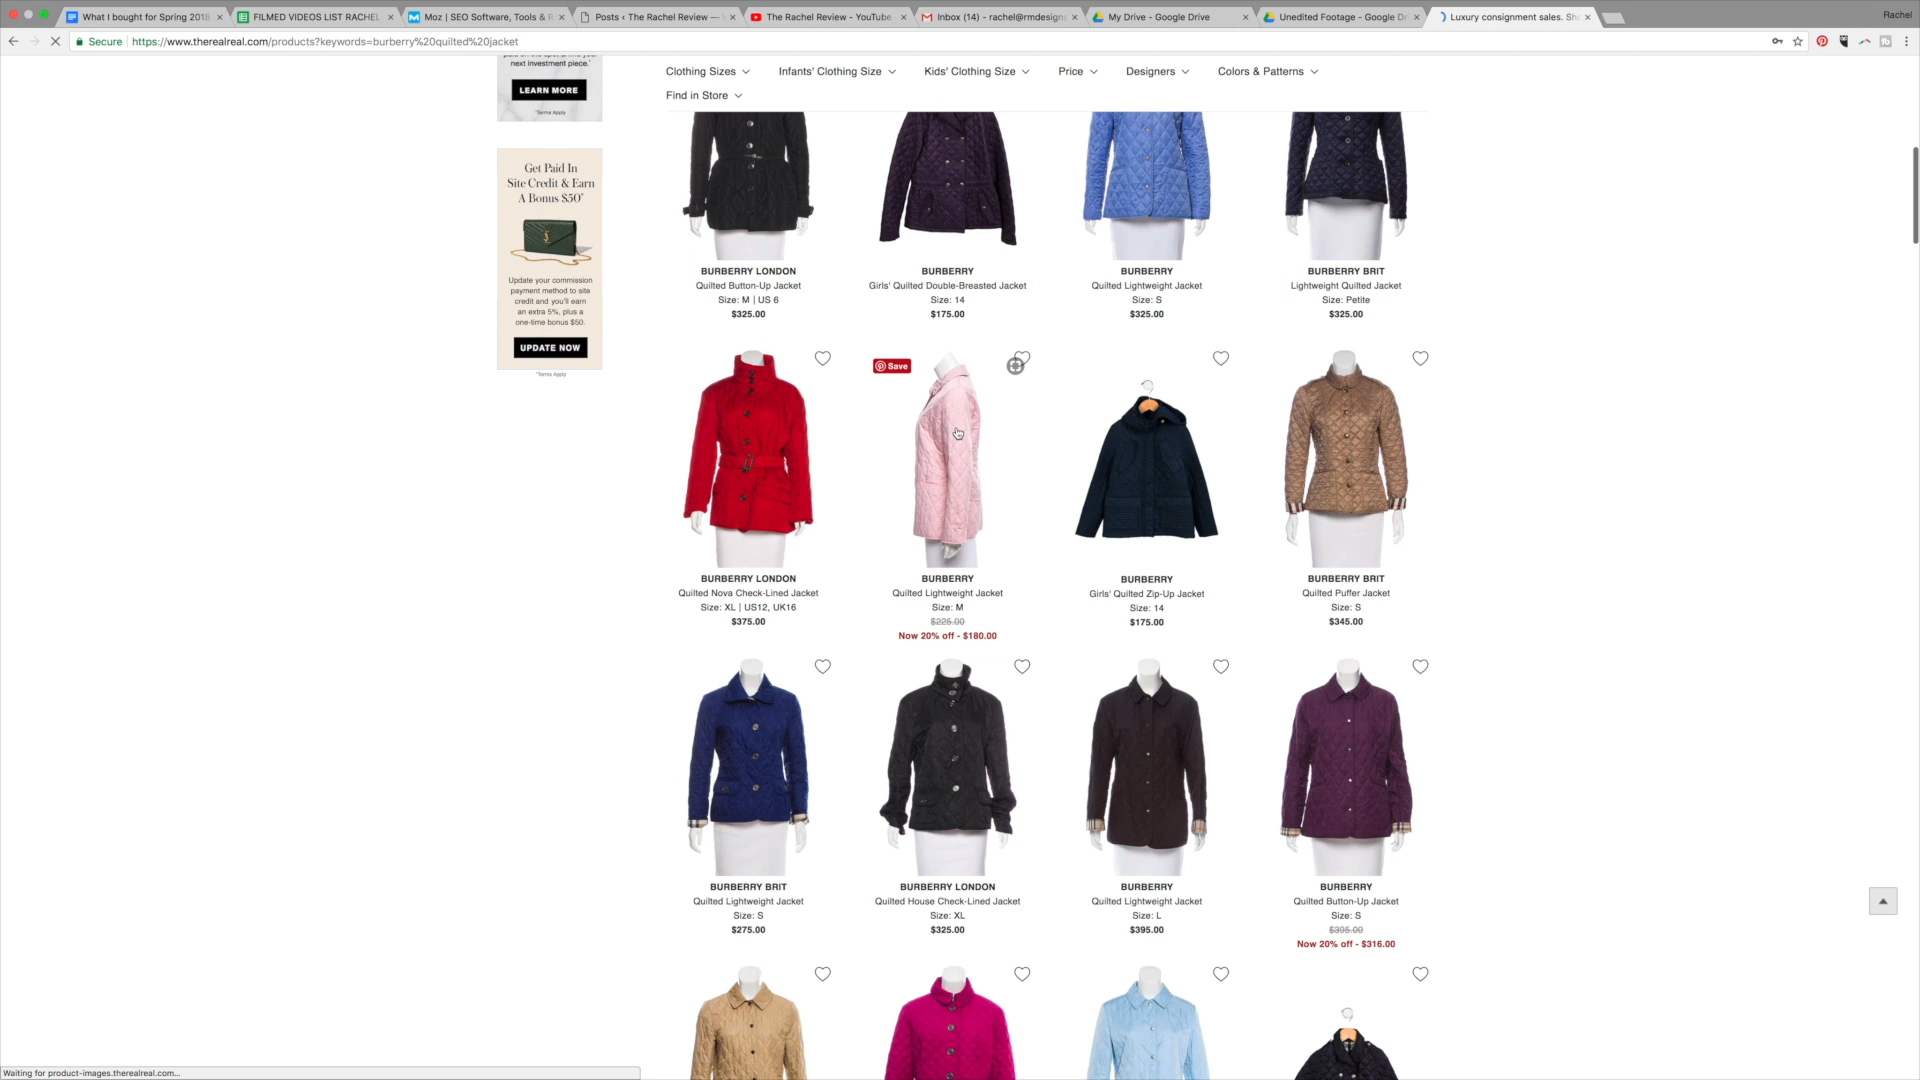 What I bought for Spring 2018
FILMED VIDEOS LIST RACHEL
Moz | SEO Software, Tools & R
Posts ‹ The Rachel Review —
The Rachel Review - YouTube
Inbox (14) - rachel@rmdesign
My Drive - Google Drive
Unedited Footage - Google Dr
Luxury consignment sales. Sh
Rachel
Secure | https://www.therealreal.com/products?keywords=burberry%20quilted%20jacket
next investment piece.*
LEARN MORE
*Terms Apply
Clothing Sizes
Infants' Clothing Size
Kids' Clothing Size
Price
Designers
Colors & Patterns
Find in Store
Get Paid In
Site Credit & Earn
A Bonus $50*
Update your commission
payment method to site
credit and you'll earn
an extra 5%, plus a
one-time bonus $50.
UPDATE NOW
*Terms Apply
BURBERRY LONDON
Quilted Button-Up Jacket
Size: M | US 6
$325.00
BURBERRY
Girls' Quilted Double-Breasted Jacket
Size: 14
$175.00
BURBERRY
Quilted Lightweight Jacket
Size: S
$325.00
BURBERRY BRIT
Lightweight Quilted Jacket
Size: Petite
$325.00
Save
BURBERRY LONDON
Quilted Nova Check-Lined Jacket
Size: XL | US12, UK16
$375.00
BURBERRY
Quilted Lightweight Jacket
Size: M
$225.00
Now 20% off - $180.00
BURBERRY
Girls' Quilted Zip-Up Jacket
Size: 14
$175.00
BURBERRY BRIT
Quilted Puffer Jacket
Size: S
$345.00
BURBERRY BRIT
Quilted Lightweight Jacket
Size: S
$275.00
BURBERRY LONDON
Quilted House Check-Lined Jacket
Size: XL
$325.00
BURBERRY
Quilted Lightweight Jacket
Size: L
$395.00
BURBERRY
Quilted Button-Up Jacket
Size: S
$395.00
Now 20% off - $316.00
Waiting for product-images.therealreal.com...